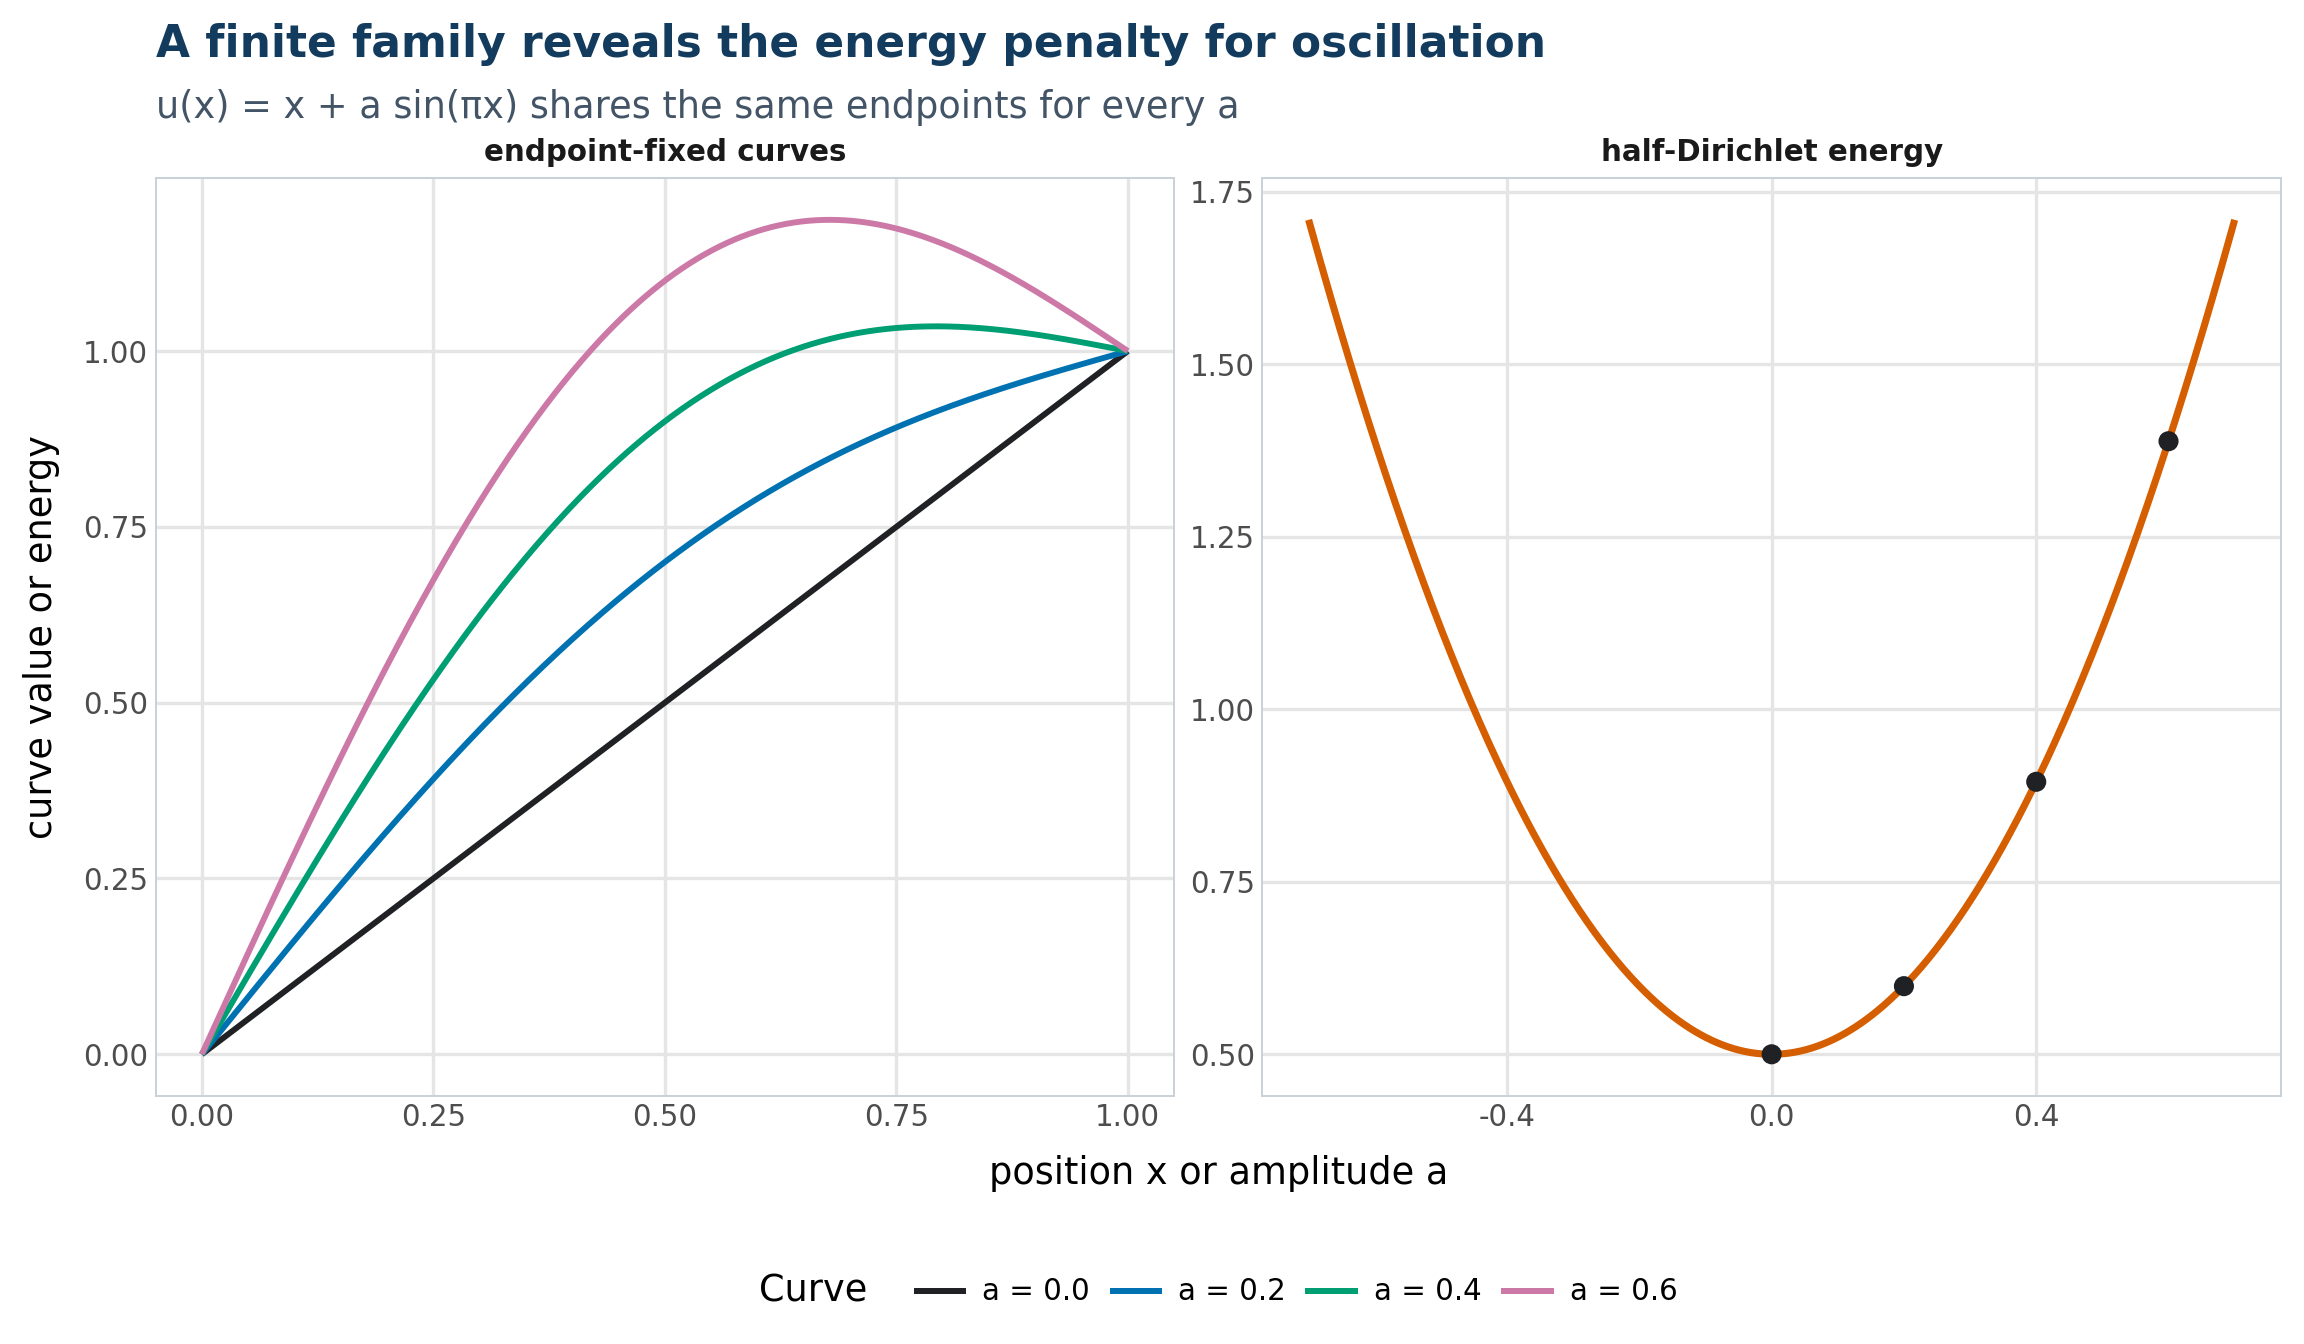 A finite family reveals the energy penalty for oscillation
u(x) = x + a sin(πx) shares the same endpoints for every a
endpoint-fixed curves
half-Dirichlet energy
curve value or energy
1.00
0.75
0.50
0.25
0.00
0.00 0.25 0.50 0.75 1.00
1.75
1.50
1.25
1.00
0.75
0.50
-0.4 0.0 0.4
position x or amplitude a
Curve a = 0.0 a = 0.2 a = 0.4 a = 0.6